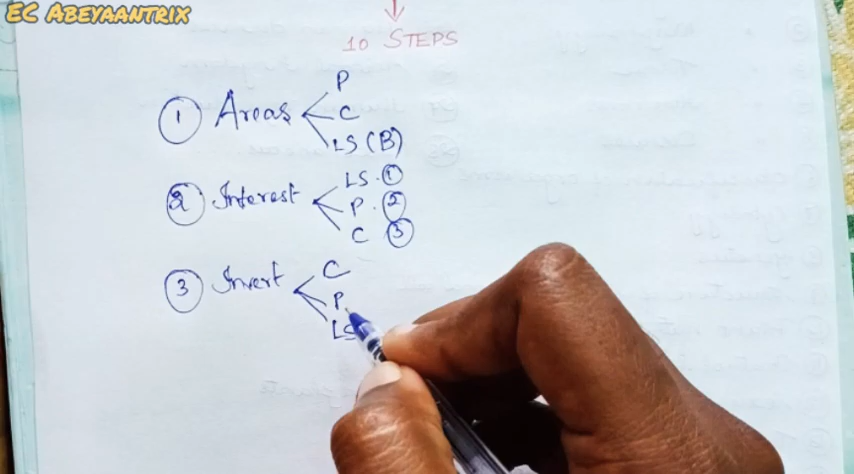 EC ABEYAANTRIX
10 STEPS
① Areas
P
C
LS (B)
② Interest
LS. ①
P. ②
C ③
③ Invert
C
P
LS